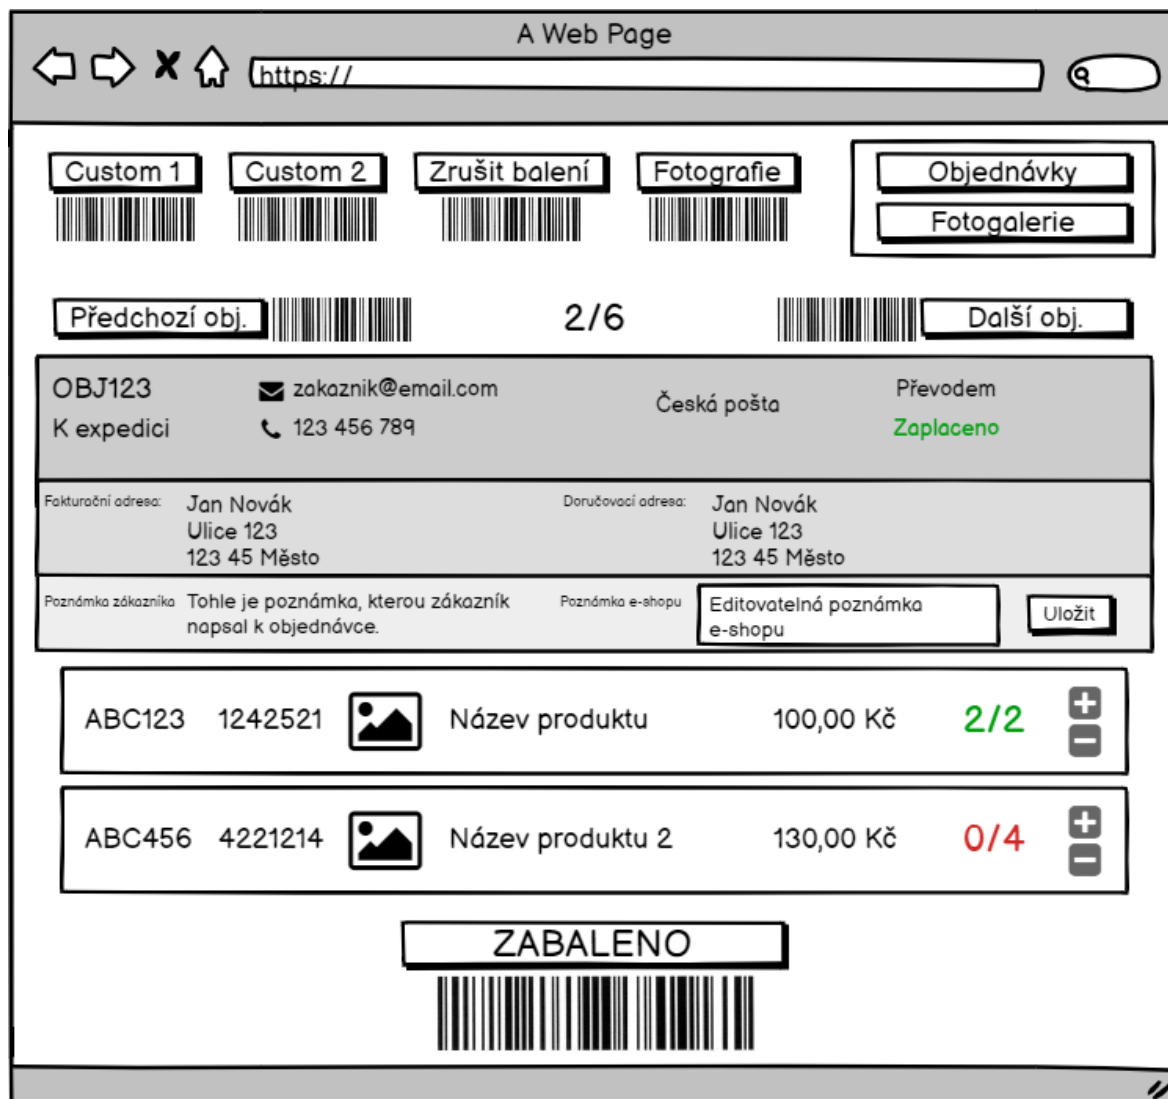 A Web Page
https://
Custom 1
Custom 2
Zrušit balení
Fotografie
Objednávky
Fotogalerie
Předchozí obj.
2/6
Další obj.
OBJ123
zakaznik@email.com
Česká pošta
Převodem
K expedici
123 456 789
Zaplaceno
Fakturační adresa:
Jan Novák
Ulice 123
123 45 Město
Doručovací adresa:
Jan Novák
Ulice 123
123 45 Město
Poznámka zákazníka
Tohle je poznámka, kterou zákazník
napsal k objednávce.
Poznámka e-shopu
Editovatelná poznámka
e-shopu
Uložit
ABC123 1242521 Název produktu 100,00 Kč 2/2
ABC456 4221214 Název produktu 2 130,00 Kč 0/4
ZABALENO